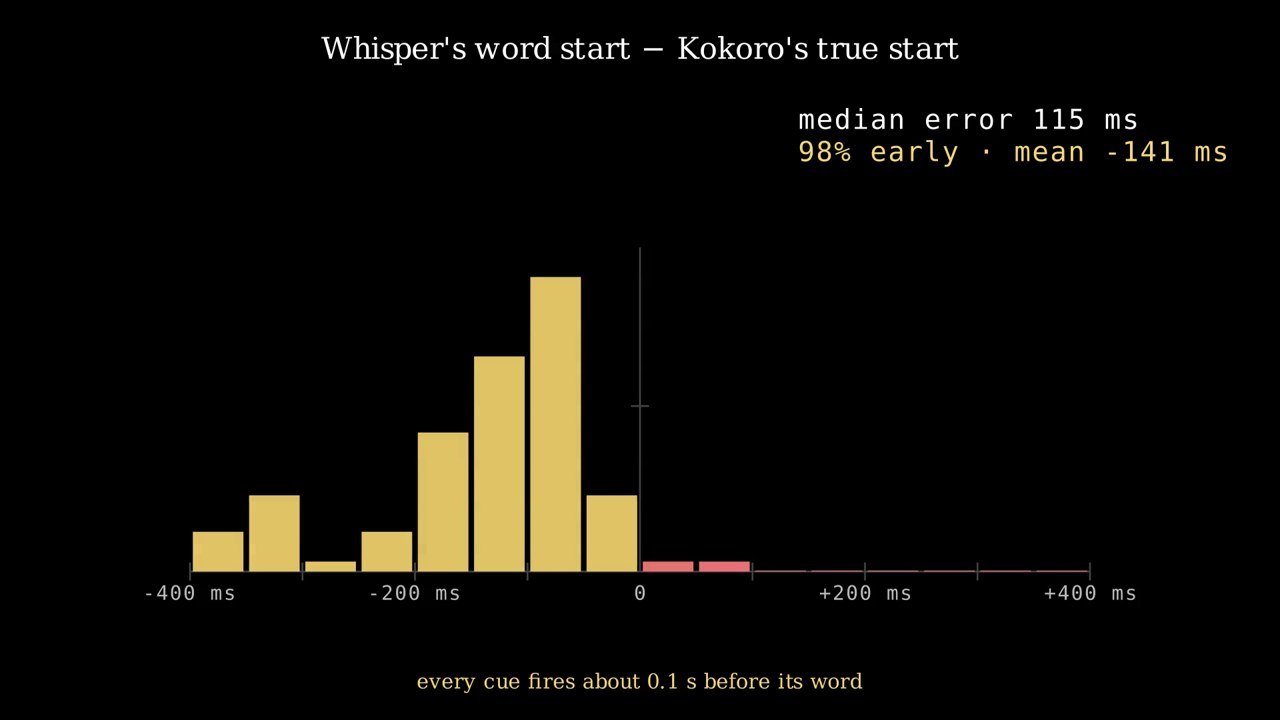 Whisper's word start − Kokoro's true start
median error 115 ms
98% early · mean -141 ms
-400 ms -200 ms 0 +200 ms +400 ms
every cue fires about 0.1 s before its word